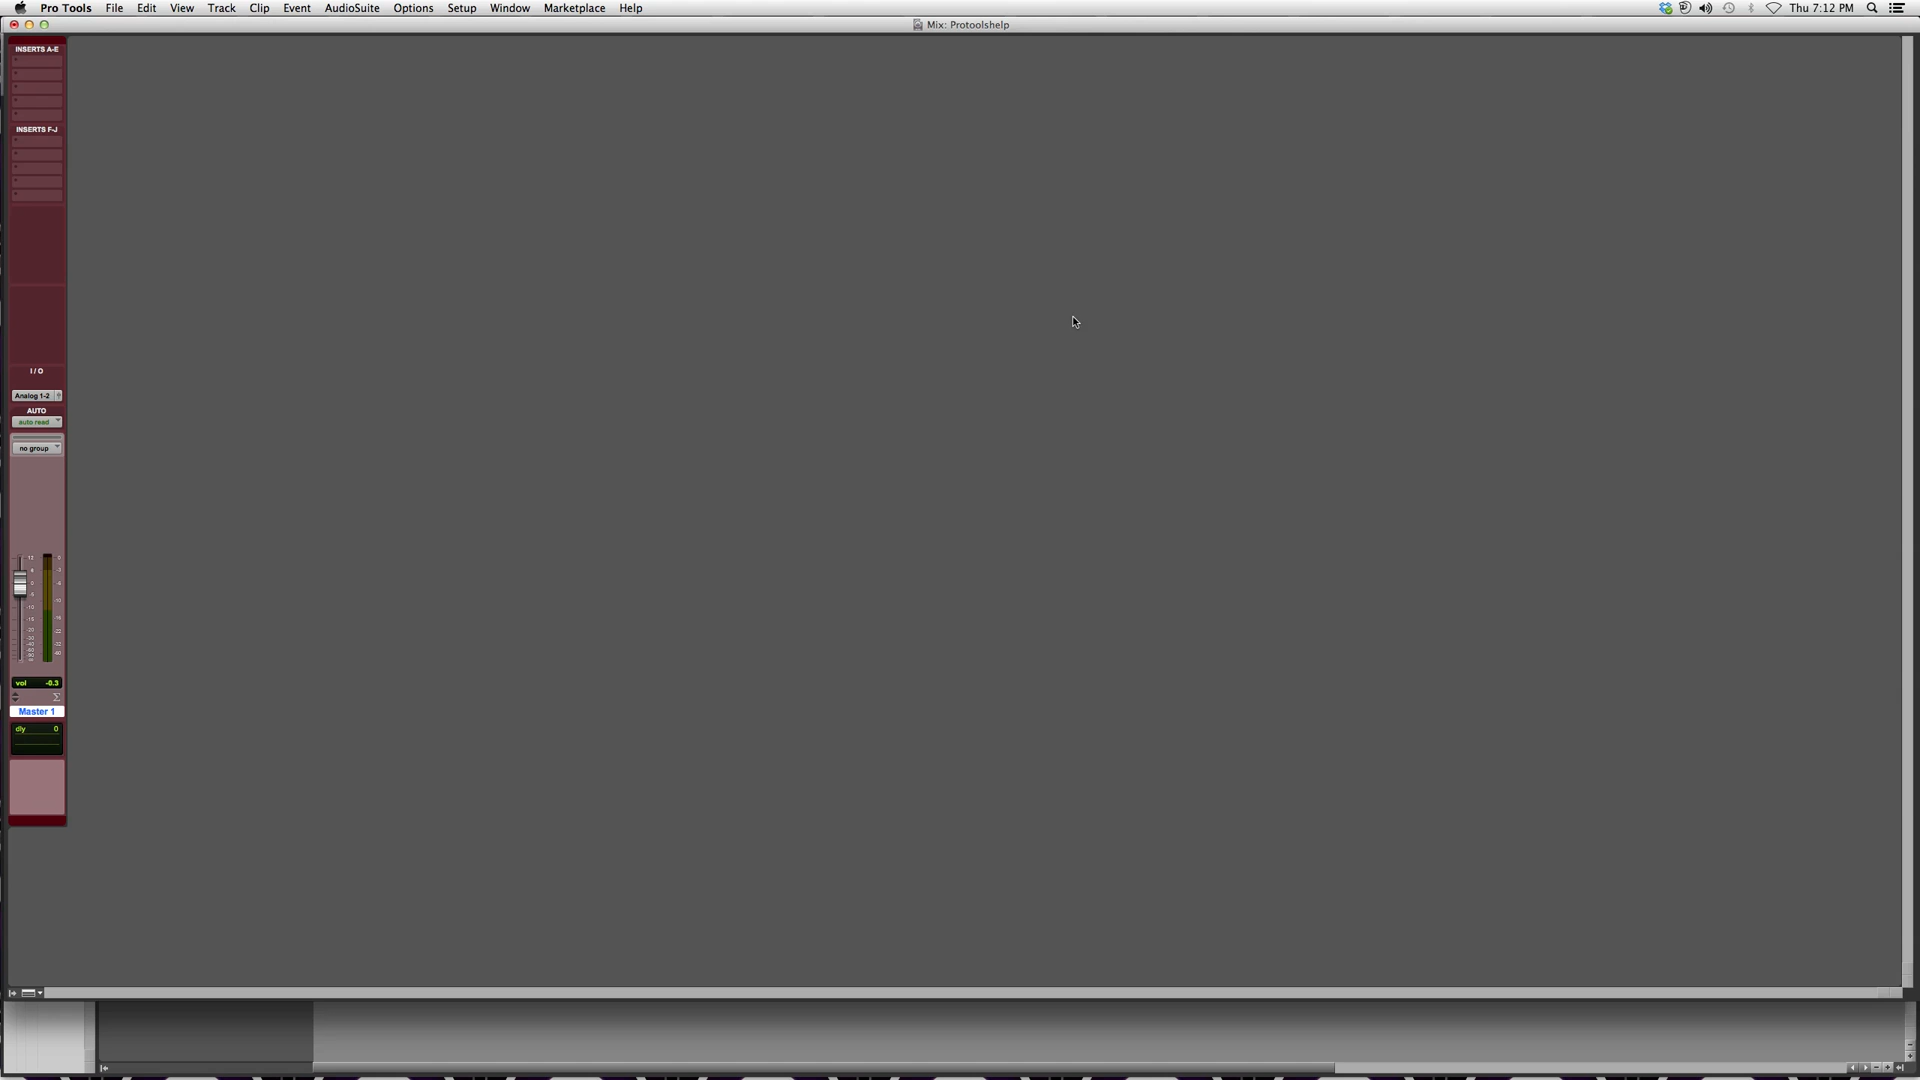 Pro Tools File Edit View Track Clip Event AudioSuite Options Setup Window Marketplace Help Thu 7:12 PM
Mix: Protoolshelp
INSERTS A-E
INSERTS F-J
I / O
Analog 1-2
AUTO
auto read
no group
vol -0.3
Master 1
dly 0